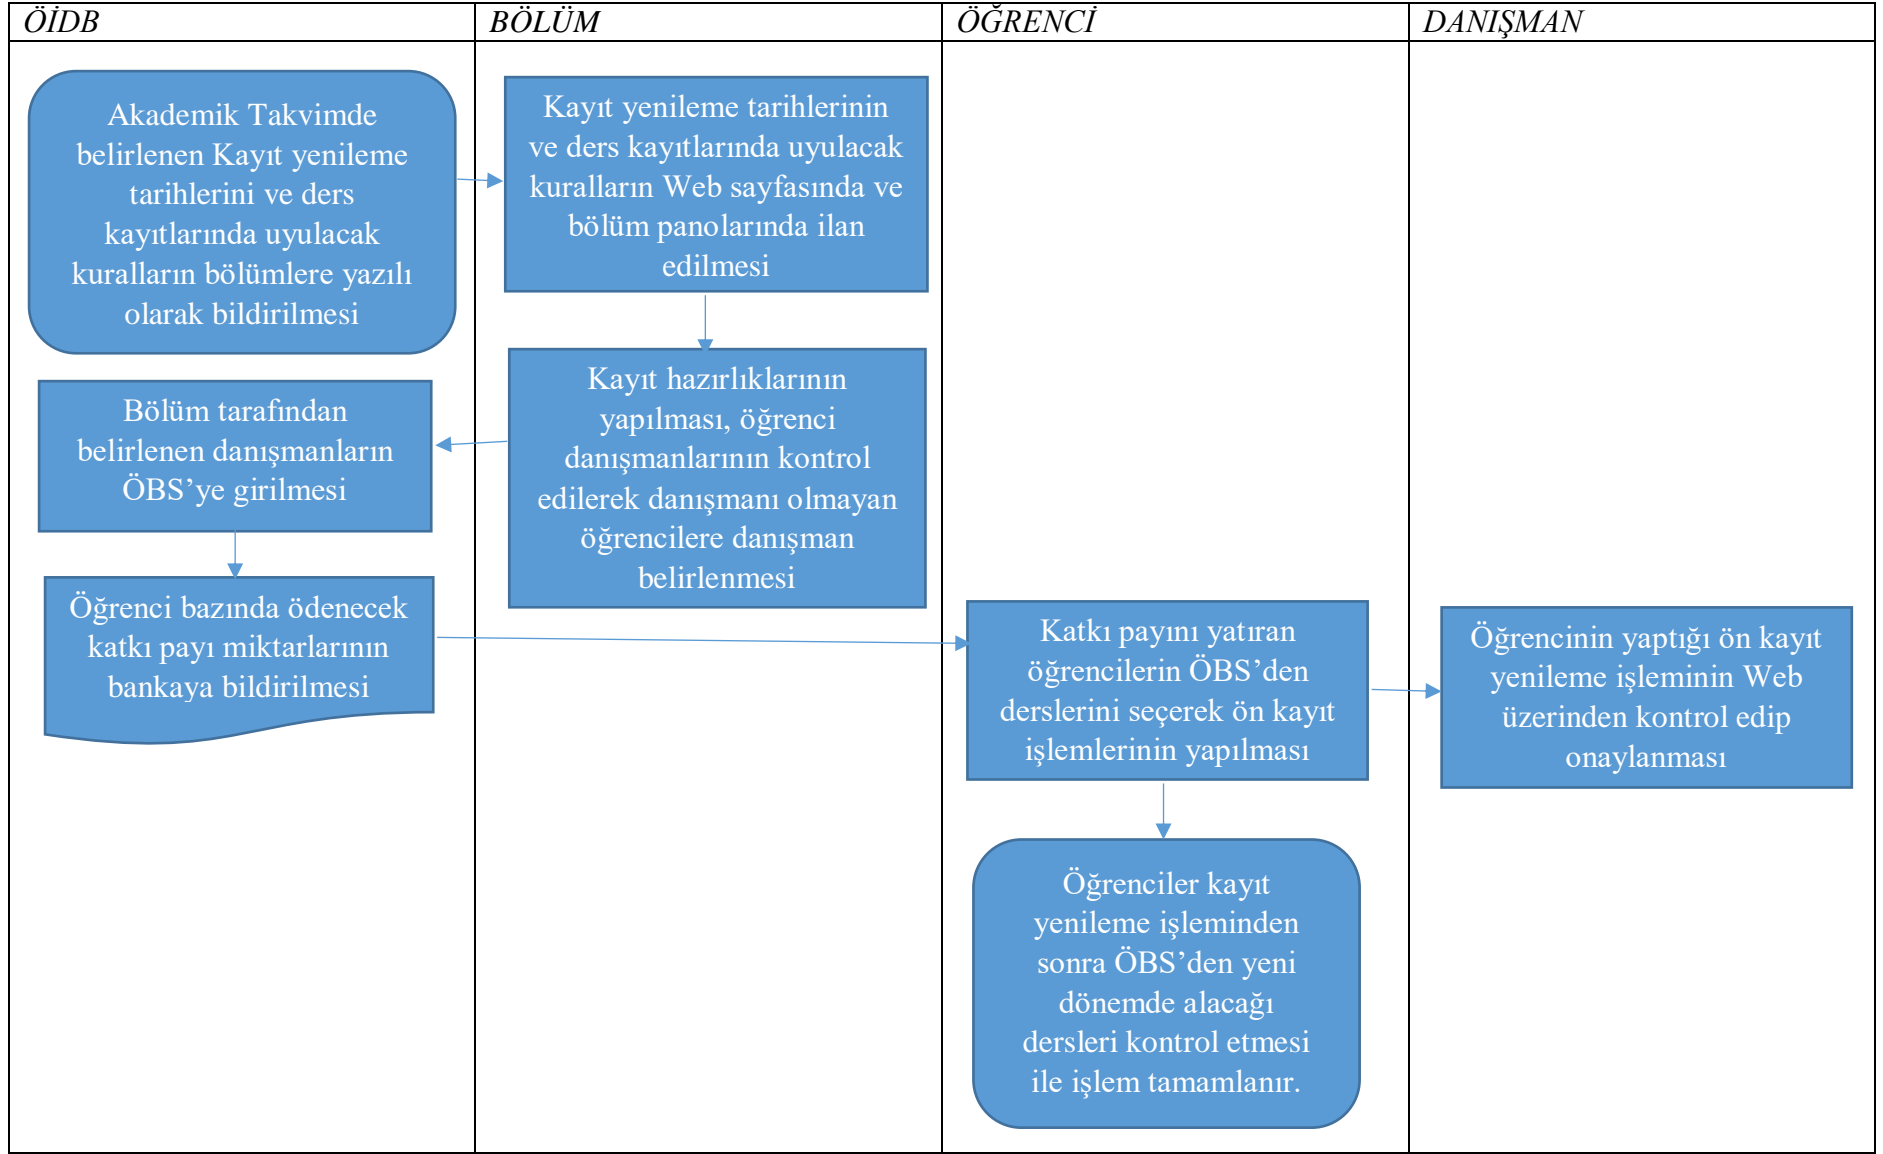 ÖİDB
BÖLÜM
ÖĞRENCİ
DANIŞMAN
Akademik Takvimde
belirlenen Kayıt yenileme
tarihlerini ve ders
kayıtlarında uyulacak
kuralların bölümlere yazılı
olarak bildirilmesi
Kayıt yenileme tarihlerinin
ve ders kayıtlarında uyulacak
kuralların Web sayfasında ve
bölüm panolarında ilan
edilmesi
Kayıt hazırlıklarının
yapılması, öğrenci
danışmanlarının kontrol
edilerek danışmanı olmayan
öğrencilere danışman
belirlenmesi
Bölüm tarafından
belirlenen danışmanların
ÖBS’ye girilmesi
Öğrenci bazında ödenecek
katkı payı miktarlarının
bankaya bildirilmesi
Katkı payını yatıran
öğrencilerin ÖBS’den
derslerini seçerek ön kayıt
işlemlerinin yapılması
Öğrencinin yaptığı ön kayıt
yenileme işleminin Web
üzerinden kontrol edip
onaylanması
Öğrenciler kayıt
yenileme işleminden
sonra ÖBS’den yeni
dönemde alacağı
dersleri kontrol etmesi
ile işlem tamamlanır.